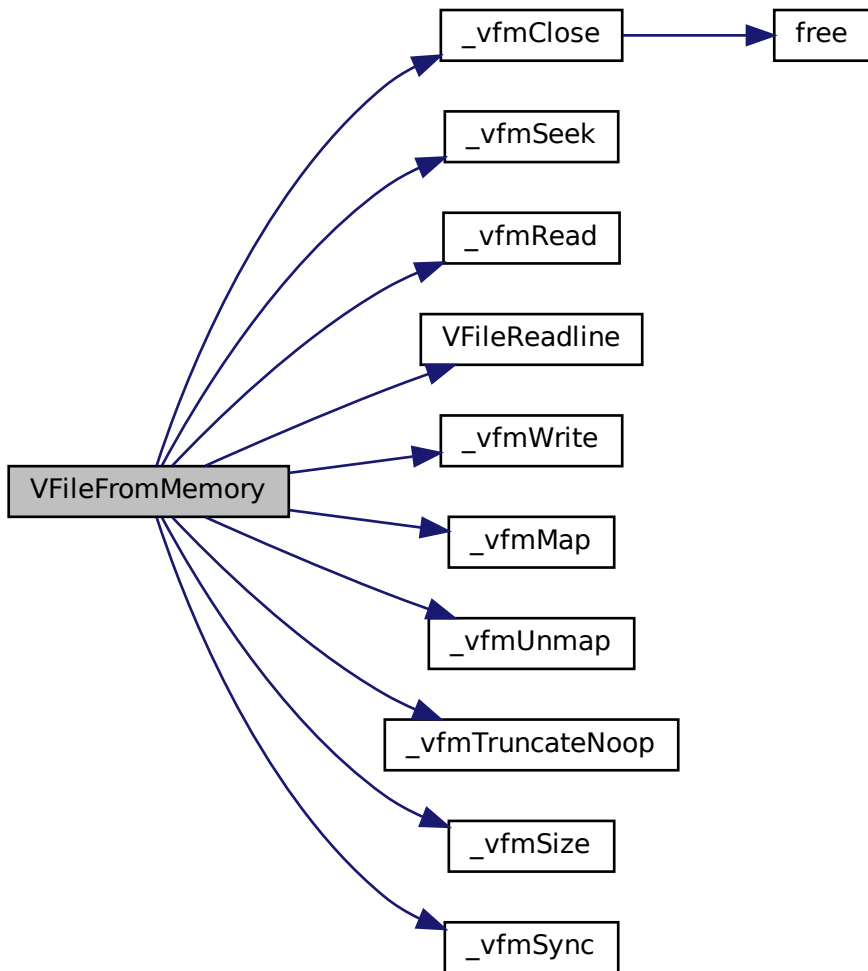 _vfmClose
free
_vfmSeek
_vfmRead
VFileReadline
_vfmWrite
VFileFromMemory
_vfmMap
_vfmUnmap
_vfmTruncateNoop
_vfmSize
_vfmSync